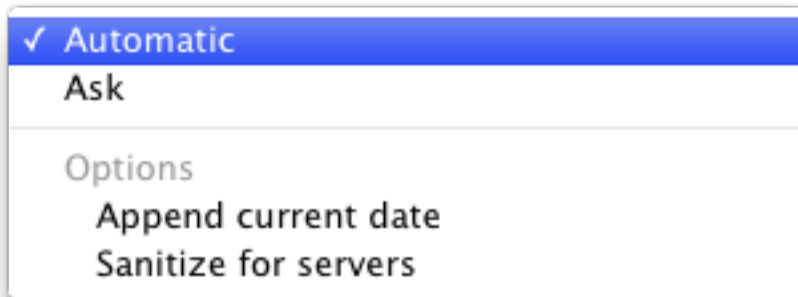 ✓ Automatic
Ask
Options
Append current date
Sanitize for servers